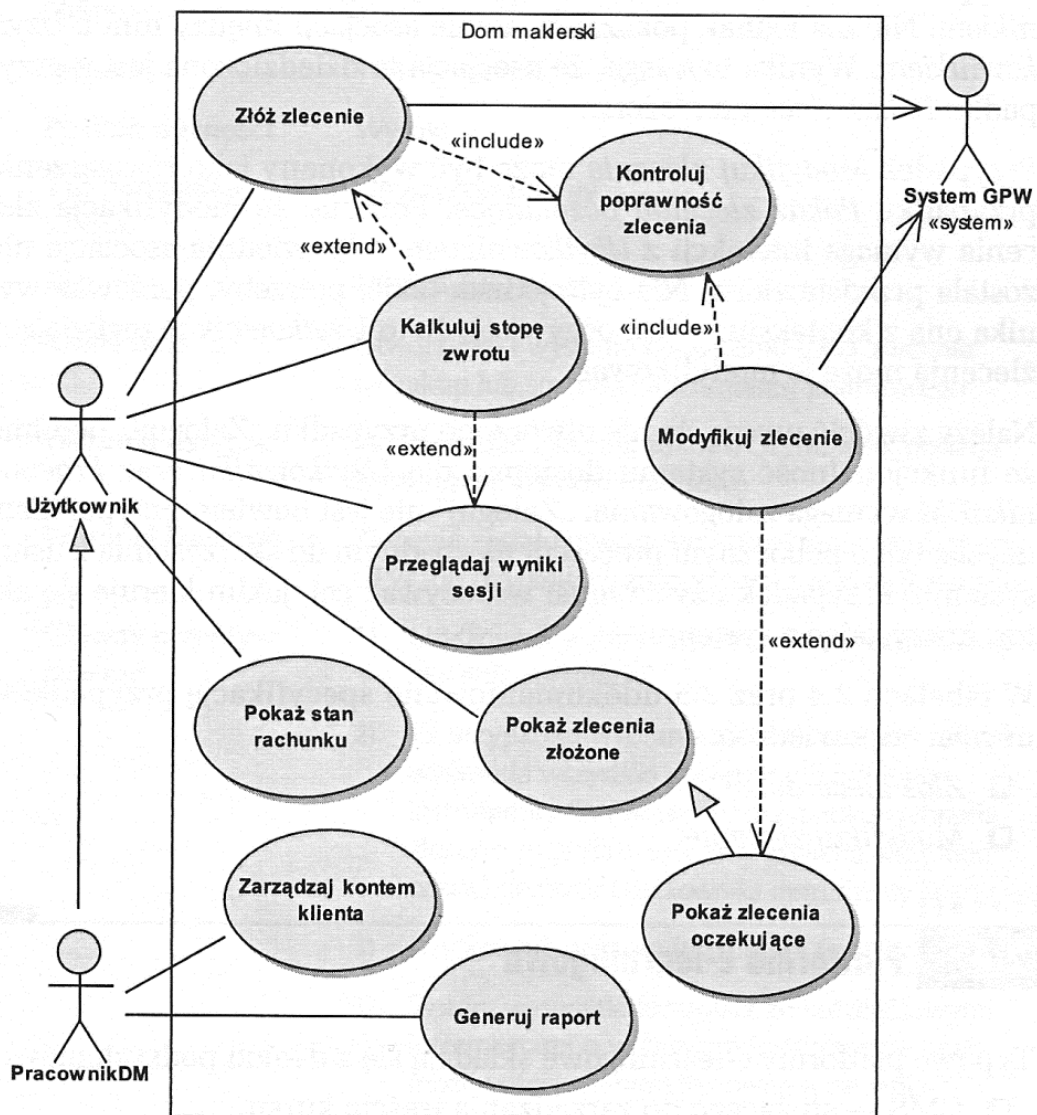 Dom maklerski
Złóż zlecenie
«include»
Kontroluj
poprawność
zlecenia
System GPW
«system»
«extend»
Kalkuluj stopę
zwrotu
«include»
Użytkownik
«extend»
Modyfikuj zlecenie
Przeglądaj wyniki
sesji
«extend»
Pokaż stan
rachunku
Pokaż zlecenia
złożone
Zarządzaj kontem
klienta
Pokaż zlecenia
oczekujące
Generuj raport
PracownikDM